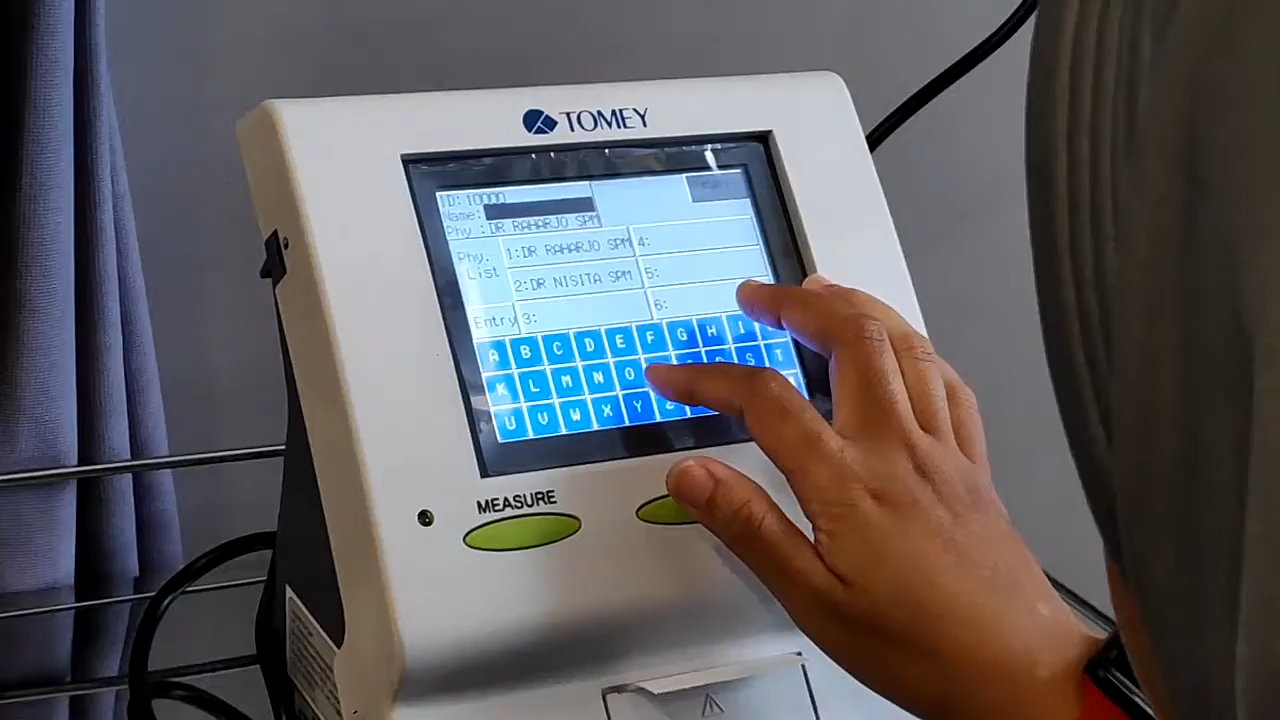 TOMEY
ID:10000
Name:
Phy :DR RAHARJO SPM
Phy. List
1:DR RAHARJO SPM
4:
2:DR NISITA SPM
5:
Entry
3:
6:
A B C D E F G H I
K L M N O S T
U V W X Y Z
MEASURE